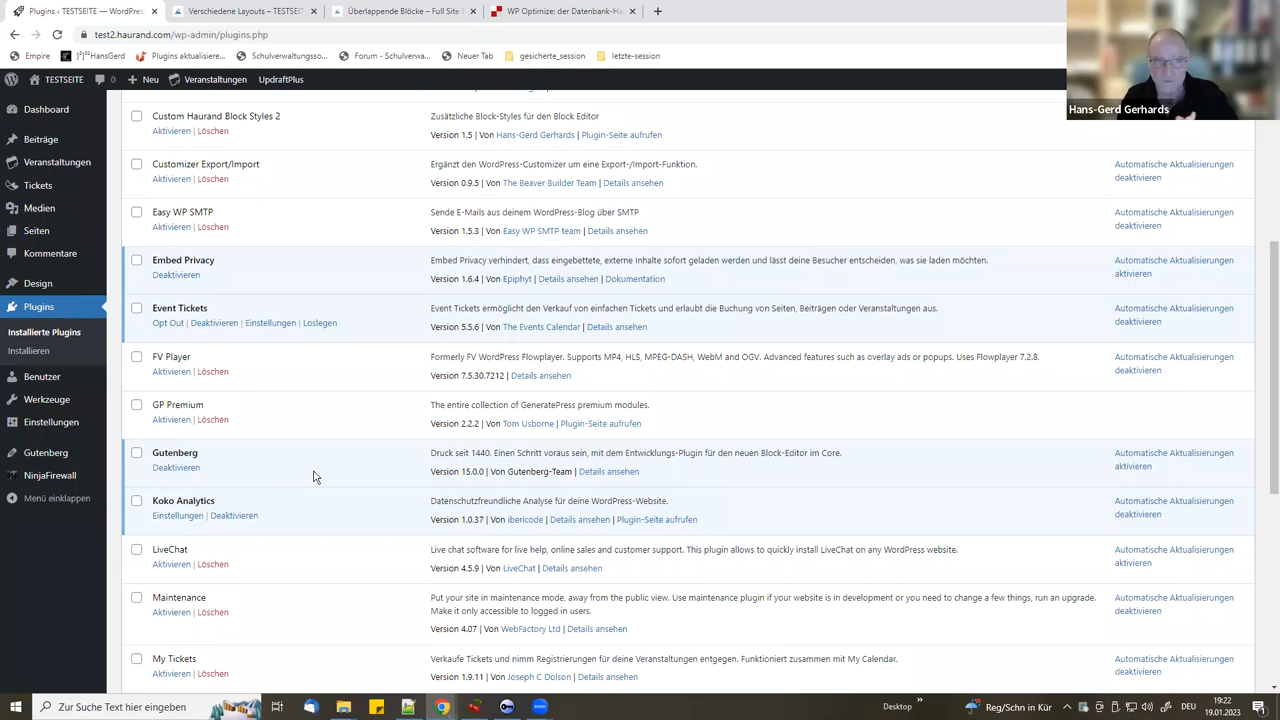 Plugins ‹ TESTSEITE — WordPres
Verschiedene Layouts – TESTSEIT
Überlappende Blöcke – Full Site E
WP Optimize: der Datenbank-Ha
test2.haurand.com/wp-admin/plugins.php
Empire
}{²HansGerd
Plugins aktualisiere...
Schulverwaltungsso...
Forum - Schulverwa...
Neuer Tab
gesicherte_session
letzte-session
TESTSEITE
0
Neu
Veranstaltungen
UpdraftPlus
Hans-Gerd Gerhards
Dashboard
Beiträge
Veranstaltungen
Tickets
Medien
Seiten
Kommentare
Design
Plugins
Installierte Plugins
Installieren
Benutzer
Werkzeuge
Einstellungen
Gutenberg
NinjaFirewall
Menü einklappen
Custom Haurand Block Styles 2
Aktivieren | Löschen
Zusätzliche Block-Styles für den Block Editor
Version 1.5 | Von Hans-Gerd Gerhards | Plugin-Seite aufrufen
Customizer Export/Import
Aktivieren | Löschen
Ergänzt den WordPress-Customizer um eine Export-/Import-Funktion.
Version 0.9.5 | Von The Beaver Builder Team | Details ansehen
Automatische Aktualisierungen
deaktivieren
Easy WP SMTP
Aktivieren | Löschen
Sende E-Mails aus deinem WordPress-Blog über SMTP
Version 1.5.3 | Von Easy WP SMTP team | Details ansehen
Automatische Aktualisierungen
deaktivieren
Embed Privacy
Deaktivieren
Embed Privacy verhindert, dass eingebettete, externe Inhalte sofort geladen werden und lässt deine Besucher entscheiden, was sie laden möchten.
Version 1.6.4 | Von Epiphyt | Details ansehen | Dokumentation
Automatische Aktualisierungen
aktivieren
Event Tickets
Opt Out | Deaktivieren | Einstellungen | Loslegen
Event Tickets ermöglicht den Verkauf von einfachen Tickets und erlaubt die Buchung von Seiten, Beiträgen oder Veranstaltungen aus.
Version 5.5.6 | Von The Events Calendar | Details ansehen
Automatische Aktualisierungen
deaktivieren
FV Player
Aktivieren | Löschen
Formerly FV WordPress Flowplayer. Supports MP4, HLS, MPEG-DASH, WebM and OGV. Advanced features such as overlay ads or popups. Uses Flowplayer 7.2.8.
Version 7.5.30.7212 | Details ansehen
Automatische Aktualisierungen
deaktivieren
GP Premium
Aktivieren | Löschen
The entire collection of GeneratePress premium modules.
Version 2.2.2 | Von Tom Usborne | Plugin-Seite aufrufen
Gutenberg
Deaktivieren
Druck seit 1440. Einen Schritt voraus sein, mit dem Entwicklungs-Plugin für den neuen Block-Editor im Core.
Version 15.0.0 | Von Gutenberg-Team | Details ansehen
Automatische Aktualisierungen
aktivieren
Koko Analytics
Einstellungen | Deaktivieren
Datenschutzfreundliche Analyse für deine WordPress-Website.
Version 1.0.37 | Von ibericode | Details ansehen | Plugin-Seite aufrufen
Automatische Aktualisierungen
deaktivieren
LiveChat
Aktivieren | Löschen
Live chat software for live help, online sales and customer support. This plugin allows to quickly install LiveChat on any WordPress website.
Version 4.5.9 | Von LiveChat | Details ansehen
Automatische Aktualisierungen
aktivieren
Maintenance
Aktivieren | Löschen
Put your site in maintenance mode, away from the public view. Use maintenance plugin if your website is in development or you need to change a few things, run an upgrade.
Make it only accessible to logged in users.
Version 4.07 | Von WebFactory Ltd | Details ansehen
Automatische Aktualisierungen
deaktivieren
My Tickets
Aktivieren | Löschen
Verkaufe Tickets und nimm Registrierungen für deine Veranstaltungen entgegen. Funktioniert zusammen mit My Calendar.
Version 1.9.11 | Von Joseph C Dolson | Details ansehen
Automatische Aktualisierungen
deaktivieren
Zur Suche Text hier eingeben
Desktop
Reg/Schn in Kür
DEU
19:22
19.01.2023